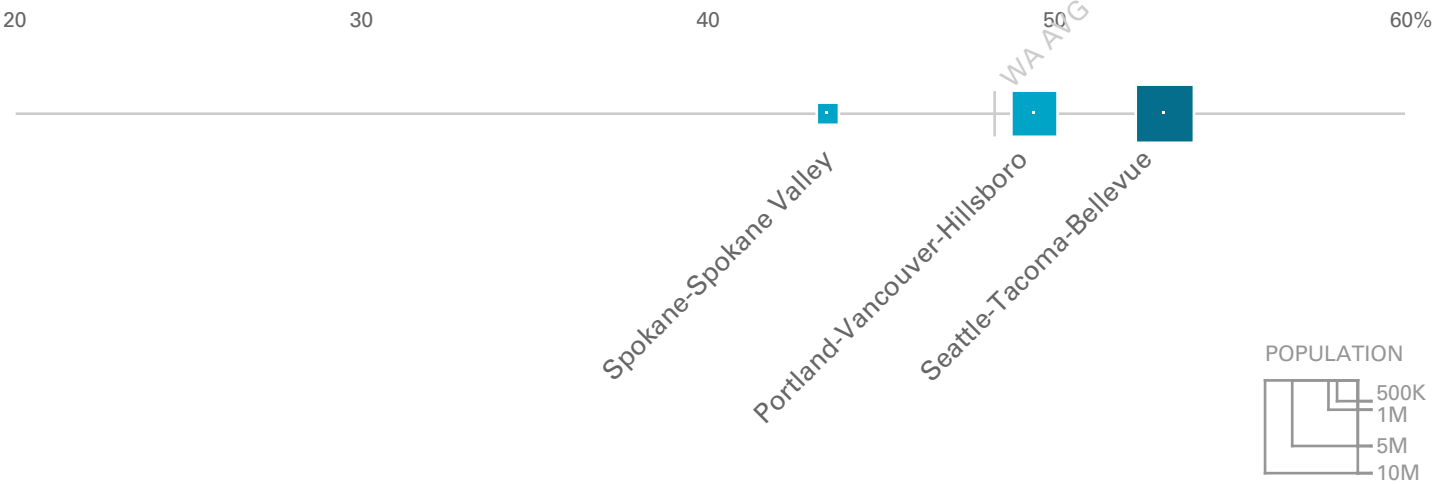 20 30 40 50 60%
WA AVG
Spokane-Spokane Valley
Portland-Vancouver-Hillsboro
Seattle-Tacoma-Bellevue
POPULATION
500K
1M
5M
10M